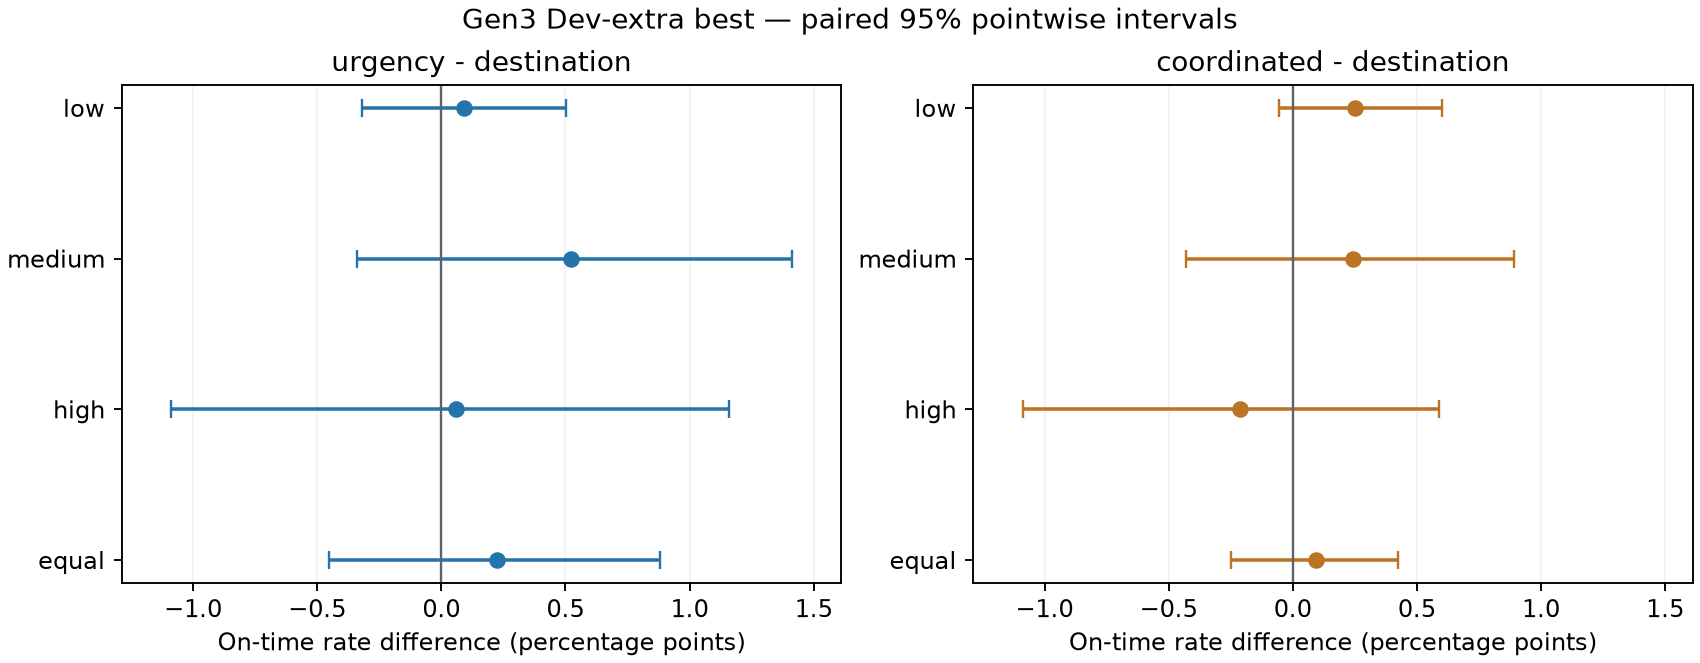 Gen3 Dev-extra best — paired 95% pointwise intervals
urgency - destination
low
medium
high
equal
−1.0 −0.5 0.0 0.5 1.0 1.5
On-time rate difference (percentage points)
coordinated - destination
low
medium
high
equal
−1.0 −0.5 0.0 0.5 1.0 1.5
On-time rate difference (percentage points)